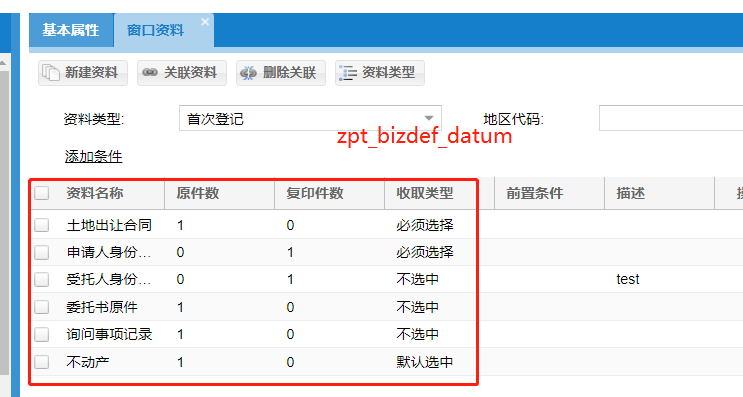 基本属性 窗口资料
新建资料 关联资料 删除关联 资料类型
资料类型: 首次登记 地区代码:
zpt_bizdef_datum
添加条件
资料名称 原件数 复印件数 收取类型 前置条件 描述
土地出让合同 1 0 必须选择
申请人身份... 0 1 必须选择
受托人身份... 0 1 不选中 test
委托书原件 1 0 不选中
询问事项记录 1 0 不选中
不动产 1 0 默认选中